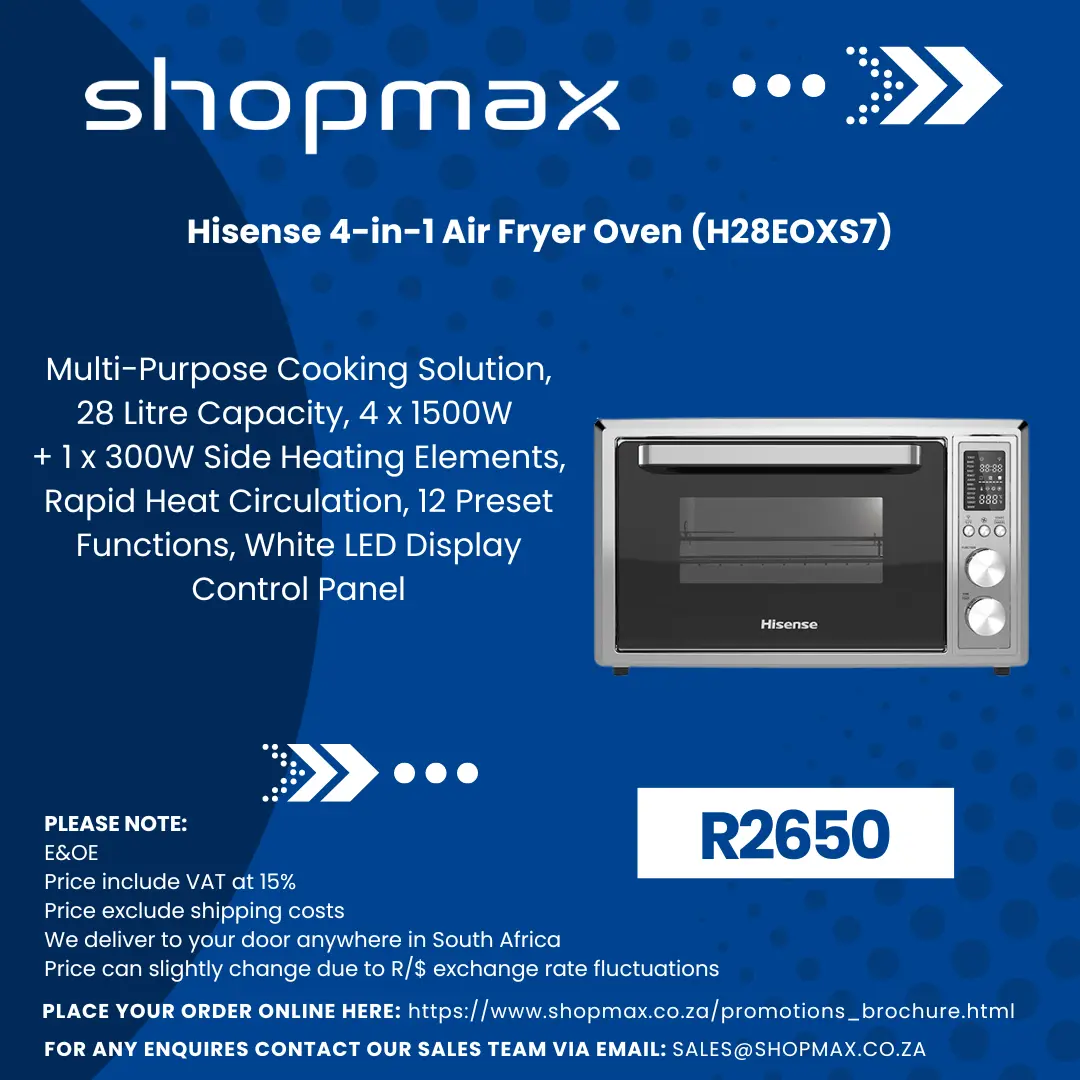 shopmax
Hisense 4-in-1 Air Fryer Oven (H28EOXS7)
Multi-Purpose Cooking Solution,
28 Litre Capacity, 4 x 1500W
+ 1 x 300W Side Heating Elements,
Rapid Heat Circulation, 12 Preset
Functions, White LED Display
Control Panel
Hisense
R2650
PLEASE NOTE:
E&OE
Price include VAT at 15%
Price exclude shipping costs
We deliver to your door anywhere in South Africa
Price can slightly change due to R/$ exchange rate fluctuations
PLACE YOUR ORDER ONLINE HERE: https://www.shopmax.co.za/promotions_brochure.html
FOR ANY ENQUIRES CONTACT OUR SALES TEAM VIA EMAIL: SALES@SHOPMAX.CO.ZA